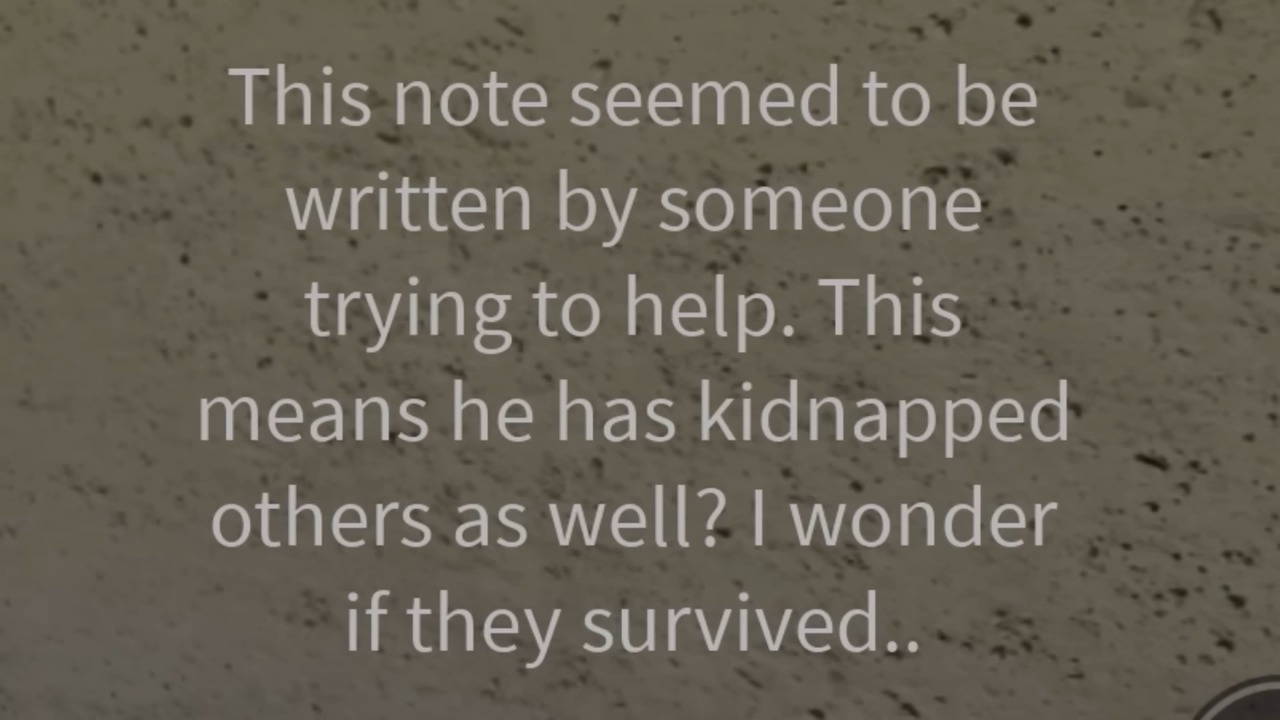 This note seemed to be
written by someone
trying to help. This
means he has kidnapped
others as well? I wonder
if they survived..